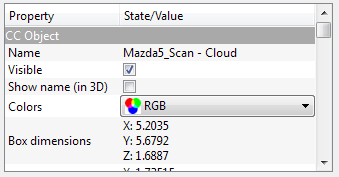 Property State/Value
CC Object
Name Mazda5_Scan - Cloud
Visible
Show name (in 3D)
Colors RGB
X: 5.2035
Box dimensions Y: 5.6792
Z: 1.6887